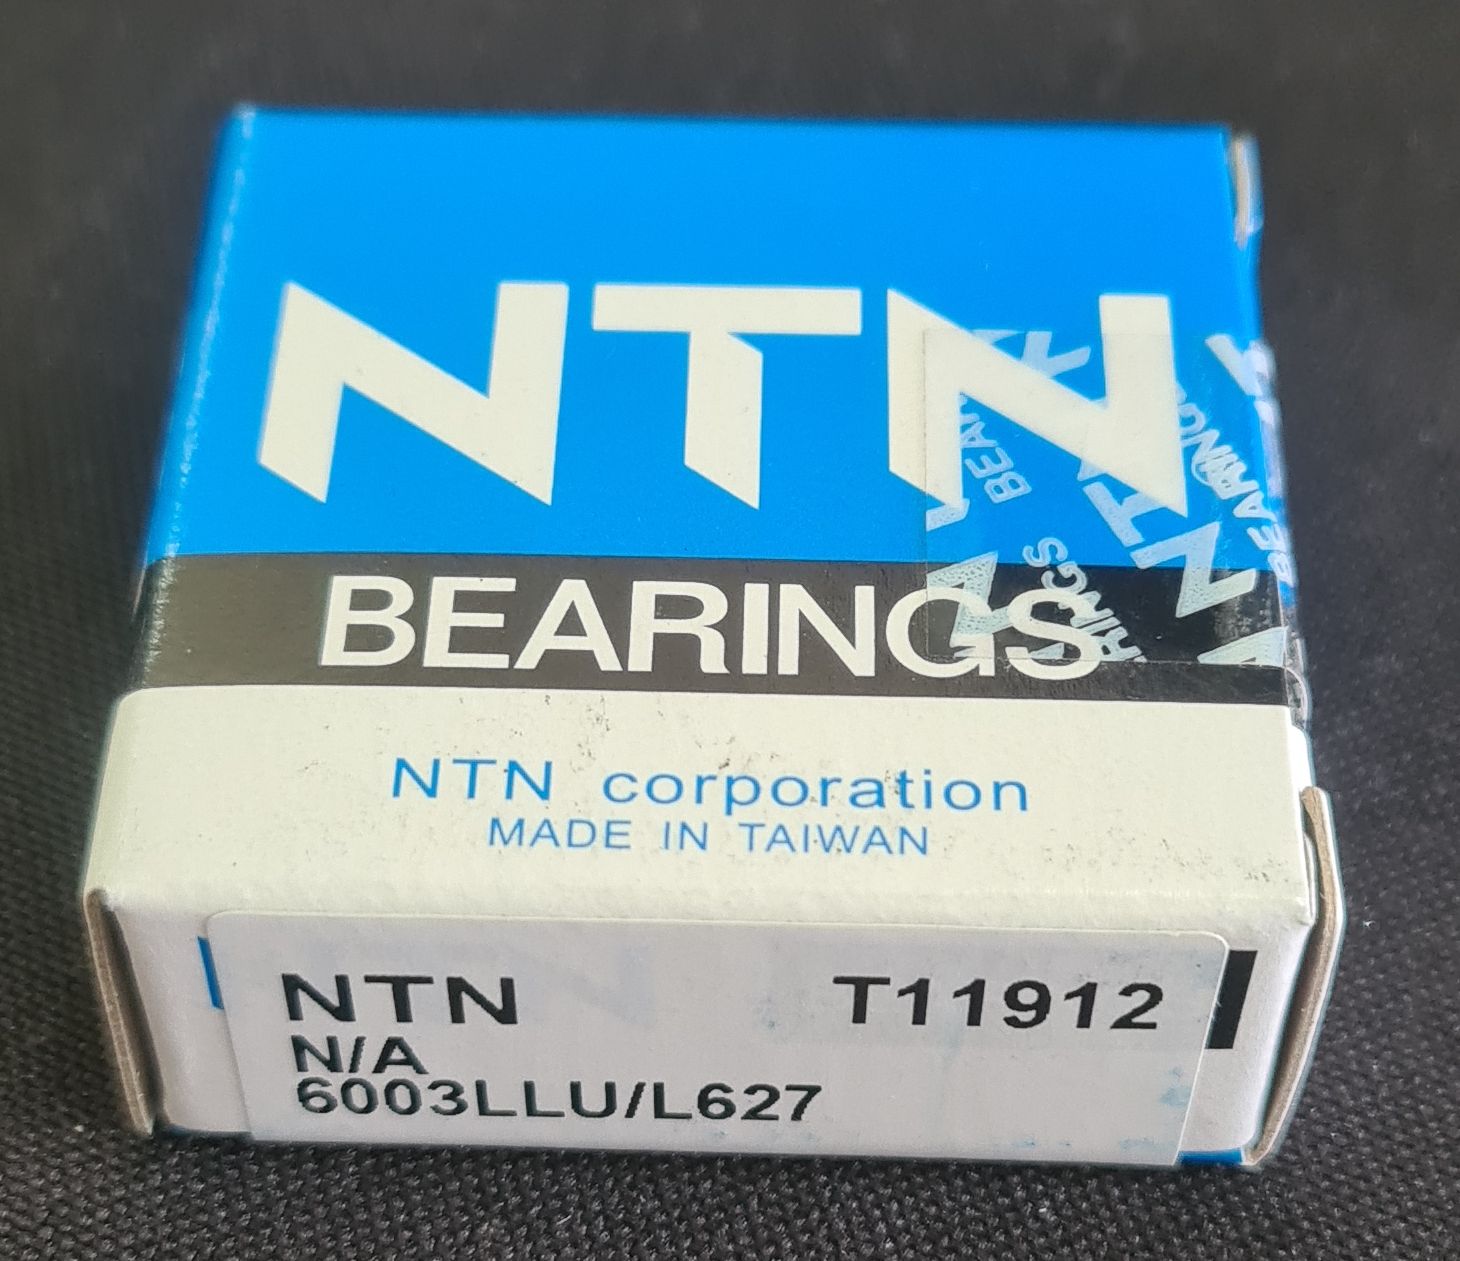 NTN
BEARINGS
NTN corporation
MADE IN TAIWAN
NTN T11912
N/A
6003LLU/L627